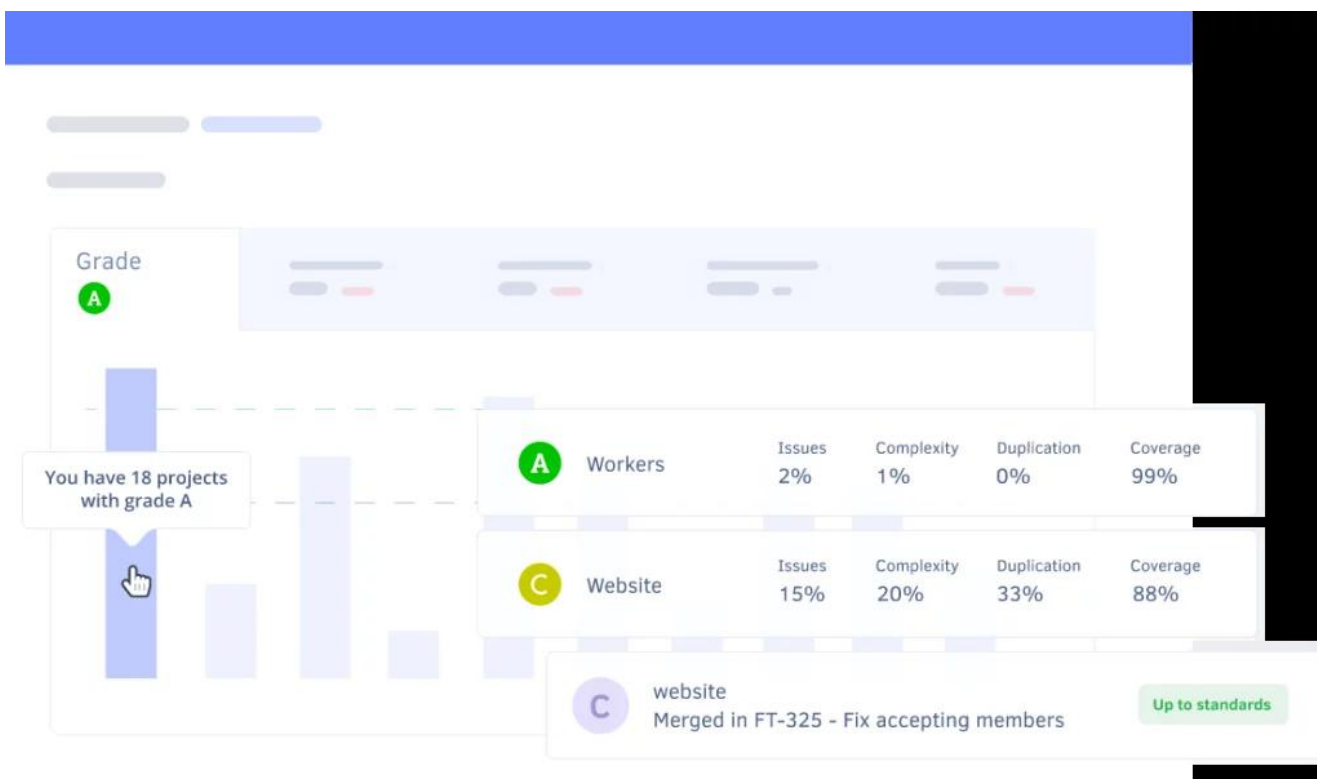 Grade
A
You have 18 projects
with grade A
A Workers Issues Complexity Duplication Coverage
2% 1% 0% 99%
C Website Issues Complexity Duplication Coverage
15% 20% 33% 88%
C website
Merged in FT-325 - Fix accepting members
Up to standards